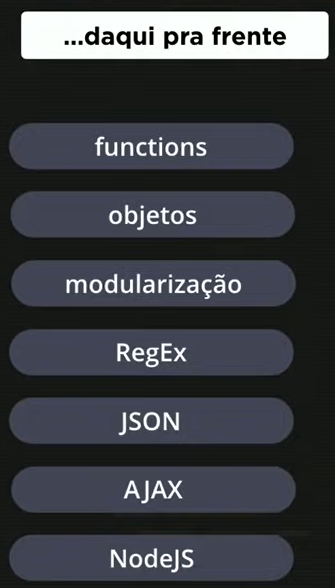 ...daqui pra frente
functions
objetos
modularização
RegEx
JSON
AJAX
NodeJS